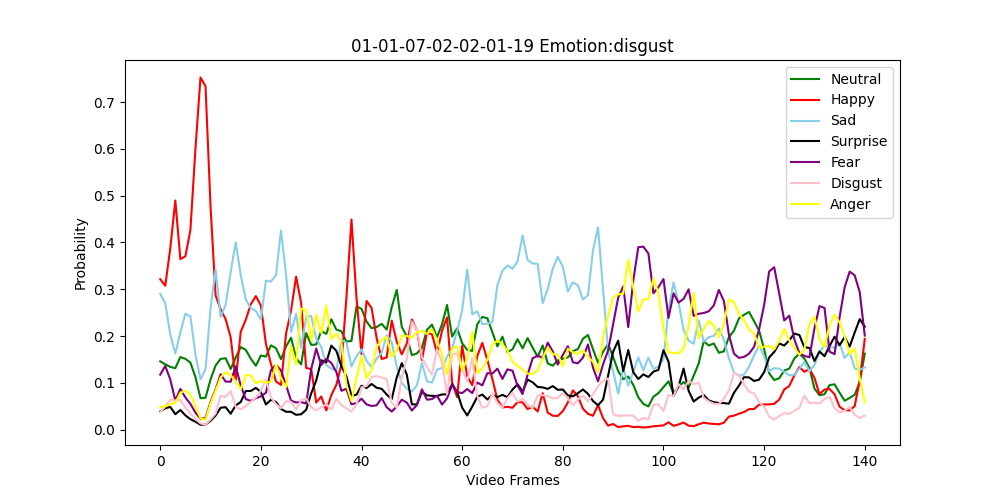 01-01-07-02-02-01-19 Emotion:disgust
Neutral
Happy
Sad
Surprise
Fear
Disgust
Anger
Probability
0.7
0.6
0.5
0.4
0.3
0.2
0.1
0.0
0 20 40 60 80 100 120 140
Video Frames